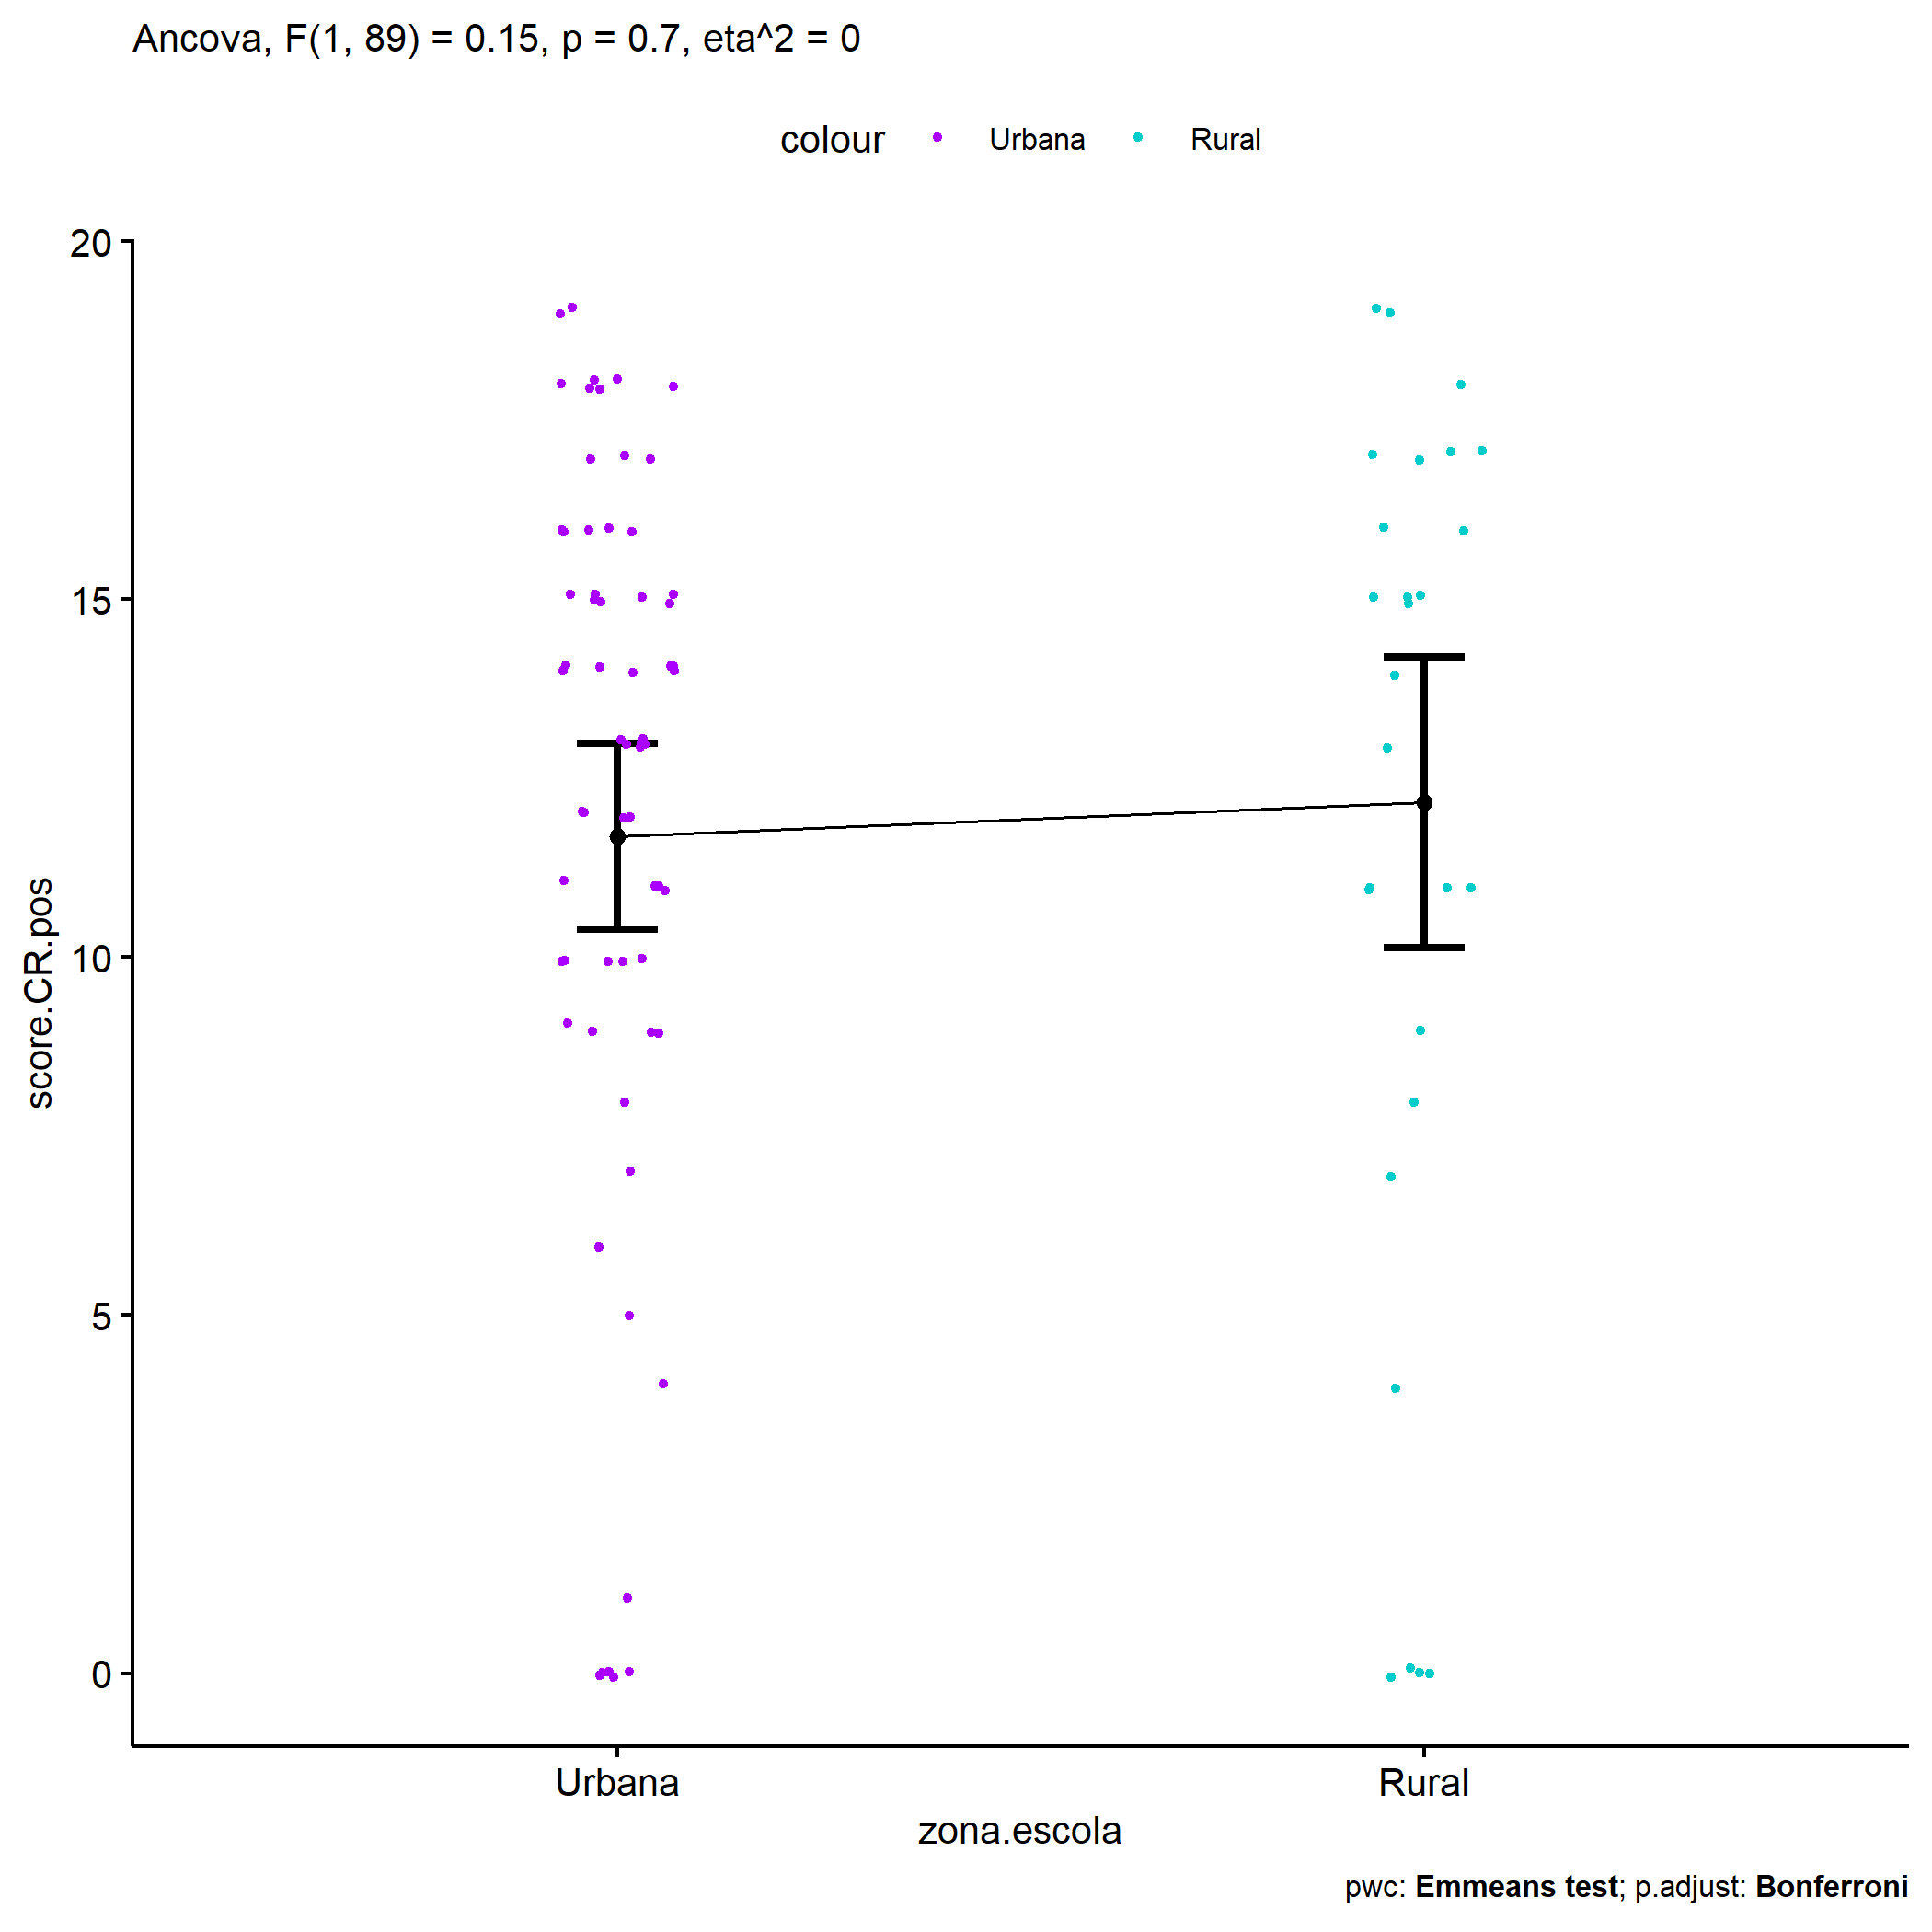 Ancova, F(1, 89) = 0.15, p = 0.7, eta^2 = 0
colour Urbana Rural
20
15
10
5
0
score.CR.pos
Urbana Rural
zona.escola
pwc: Emmeans test; p.adjust: Bonferroni